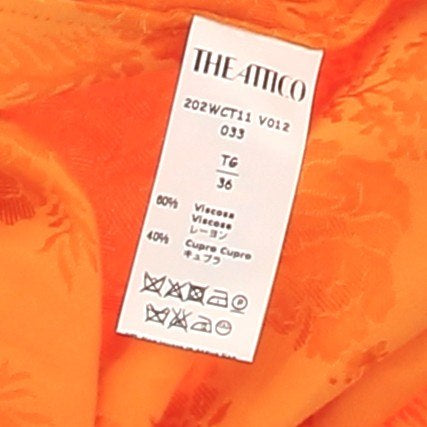 THE ATTICO
202WCT11 V012
033
TG
36
60% Viscosa
Viscose
レーヨン
40% Cupro Cupro
キュプラ